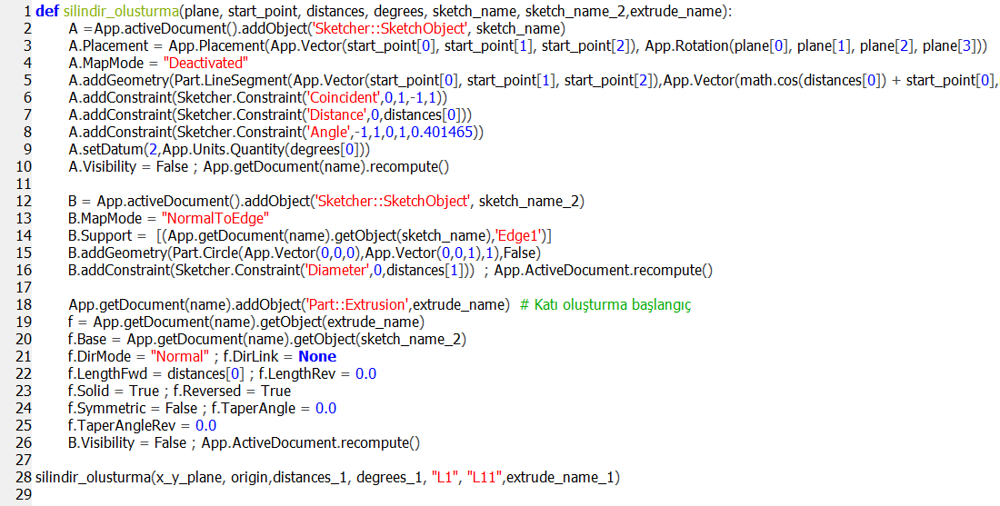 1 def silindir_olusturma(plane, start_point, distances, degrees, sketch_name, sketch_name_2,extrude_name):
2 A =App.activeDocument().addObject('Sketcher::SketchObject', sketch_name)
3 A.Placement = App.Placement(App.Vector(start_point[0], start_point[1], start_point[2]), App.Rotation(plane[0], plane[1], plane[2], plane[3]))
4 A.MapMode = "Deactivated"
5 A.addGeometry(Part.LineSegment(App.Vector(start_point[0], start_point[1], start_point[2]),App.Vector(math.cos(distances[0]) + start_point[0],
6 A.addConstraint(Sketcher.Constraint('Coincident',0,1,-1,1))
7 A.addConstraint(Sketcher.Constraint('Distance',0,distances[0]))
8 A.addConstraint(Sketcher.Constraint('Angle',-1,1,0,1,0.401465))
9 A.setDatum(2,App.Units.Quantity(degrees[0]))
10 A.Visibility = False ; App.getDocument(name).recompute()
11
12 B = App.activeDocument().addObject('Sketcher::SketchObject', sketch_name_2)
13 B.MapMode = "NormalToEdge"
14 B.Support =  [(App.getDocument(name).getObject(sketch_name),'Edge1')]
15 B.addGeometry(Part.Circle(App.Vector(0,0,0),App.Vector(0,0,1),1),False)
16 B.addConstraint(Sketcher.Constraint('Diameter',0,distances[1]))  ; App.ActiveDocument.recompute()
17
18 App.getDocument(name).addObject('Part::Extrusion',extrude_name)  # Katı oluşturma başlangıç
19 f = App.getDocument(name).getObject(extrude_name)
20 f.Base = App.getDocument(name).getObject(sketch_name_2)
21 f.DirMode = "Normal" ; f.DirLink = None
22 f.LengthFwd = distances[0] ; f.LengthRev = 0.0
23 f.Solid = True ; f.Reversed = True
24 f.Symmetric = False ; f.TaperAngle = 0.0
25 f.TaperAngleRev = 0.0
26 B.Visibility = False ; App.ActiveDocument.recompute()
27
28 silindir_olusturma(x_y_plane, origin,distances_1, degrees_1, "L1", "L11",extrude_name_1)
29